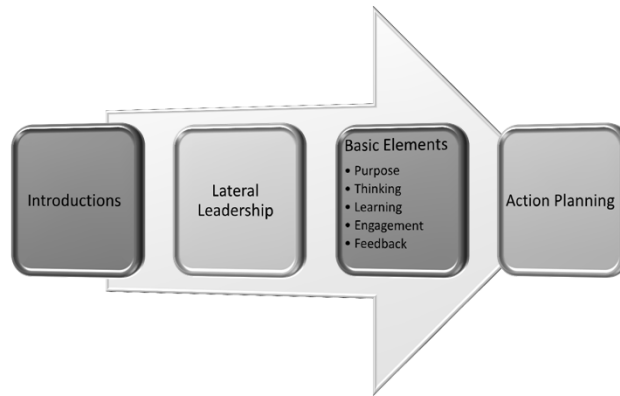 Introductions
Lateral
Leadership
Basic Elements
• Purpose
• Thinking
• Learning
• Engagement
• Feedback
Action Planning